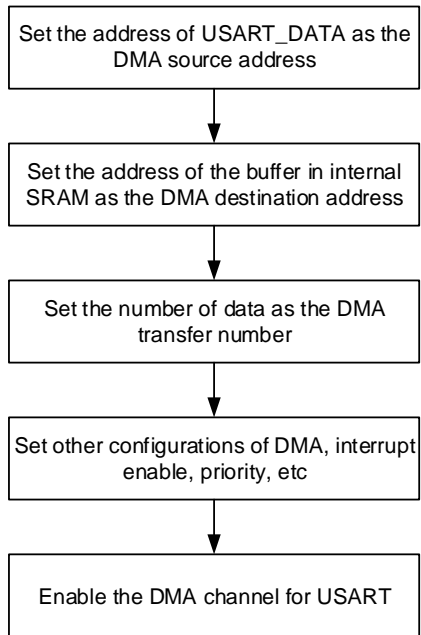 Set the address of USART_DATA as the
DMA source address
Set the address of the buffer in internal
SRAM as the DMA destination address
Set the number of data as the DMA
transfer number
Set other configurations of DMA, interrupt
enable, priority, etc
Enable the DMA channel for USART